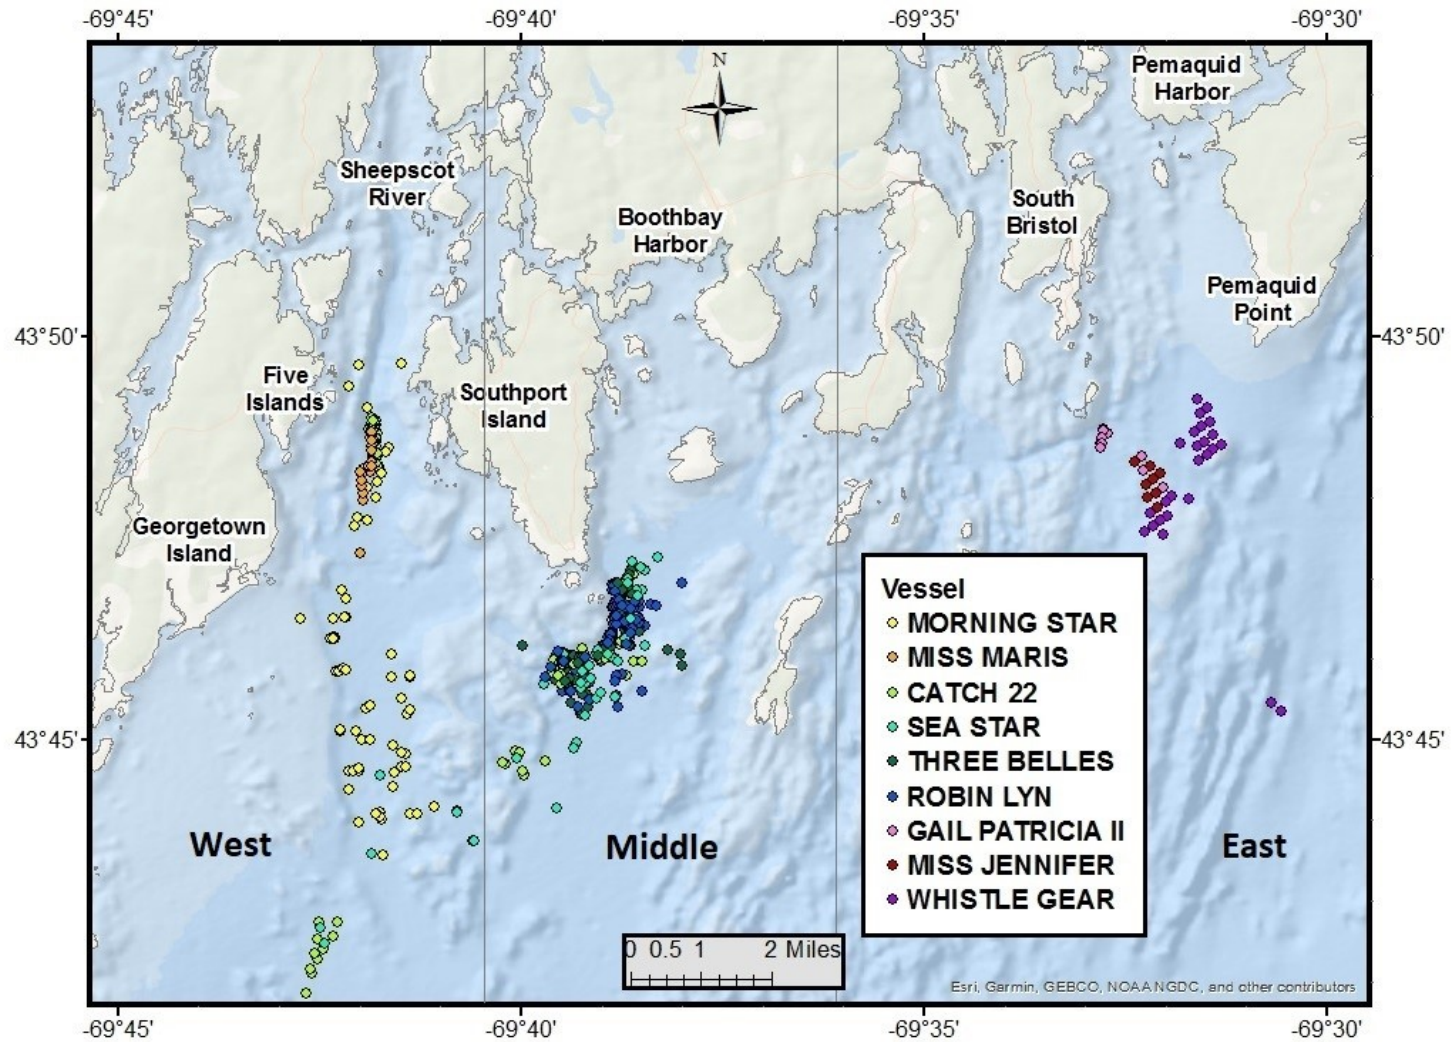 -69°45'
-69°40'
-69°35'
-69°30'
N
Pemaquid
Harbor
Sheepscot
River
South
Bristol
Boothbay
Harbor
Pemaquid
Point
43°50'
43°50'
Five
Islands
Southport
Island
Georgetown
Island
Vessel
MORNING STAR
MISS MARIS
CATCH 22
SEA STAR
THREE BELLES
ROBIN LYN
GAIL PATRICIA II
MISS JENNIFER
WHISTLE GEAR
43°45'
43°45'
West
Middle
East
0 0.5 1 2 Miles
Esri, Garmin, GEBCO, NOAA NGDC, and other contributors
-69°45'
-69°40'
-69°35'
-69°30'